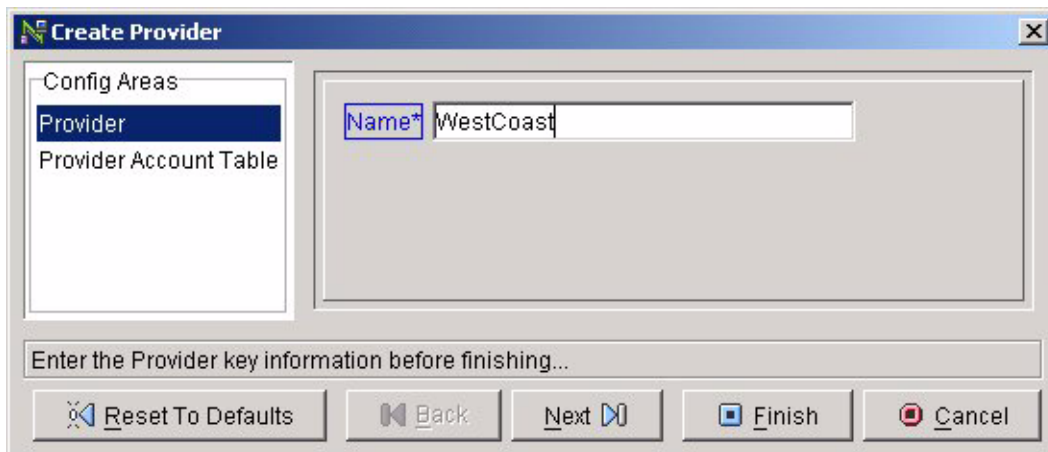 Create Provider
Config Areas
Provider
Provider Account Table
Name* WestCoast
Enter the Provider key information before finishing...
Reset To Defaults Back Next Finish Cancel